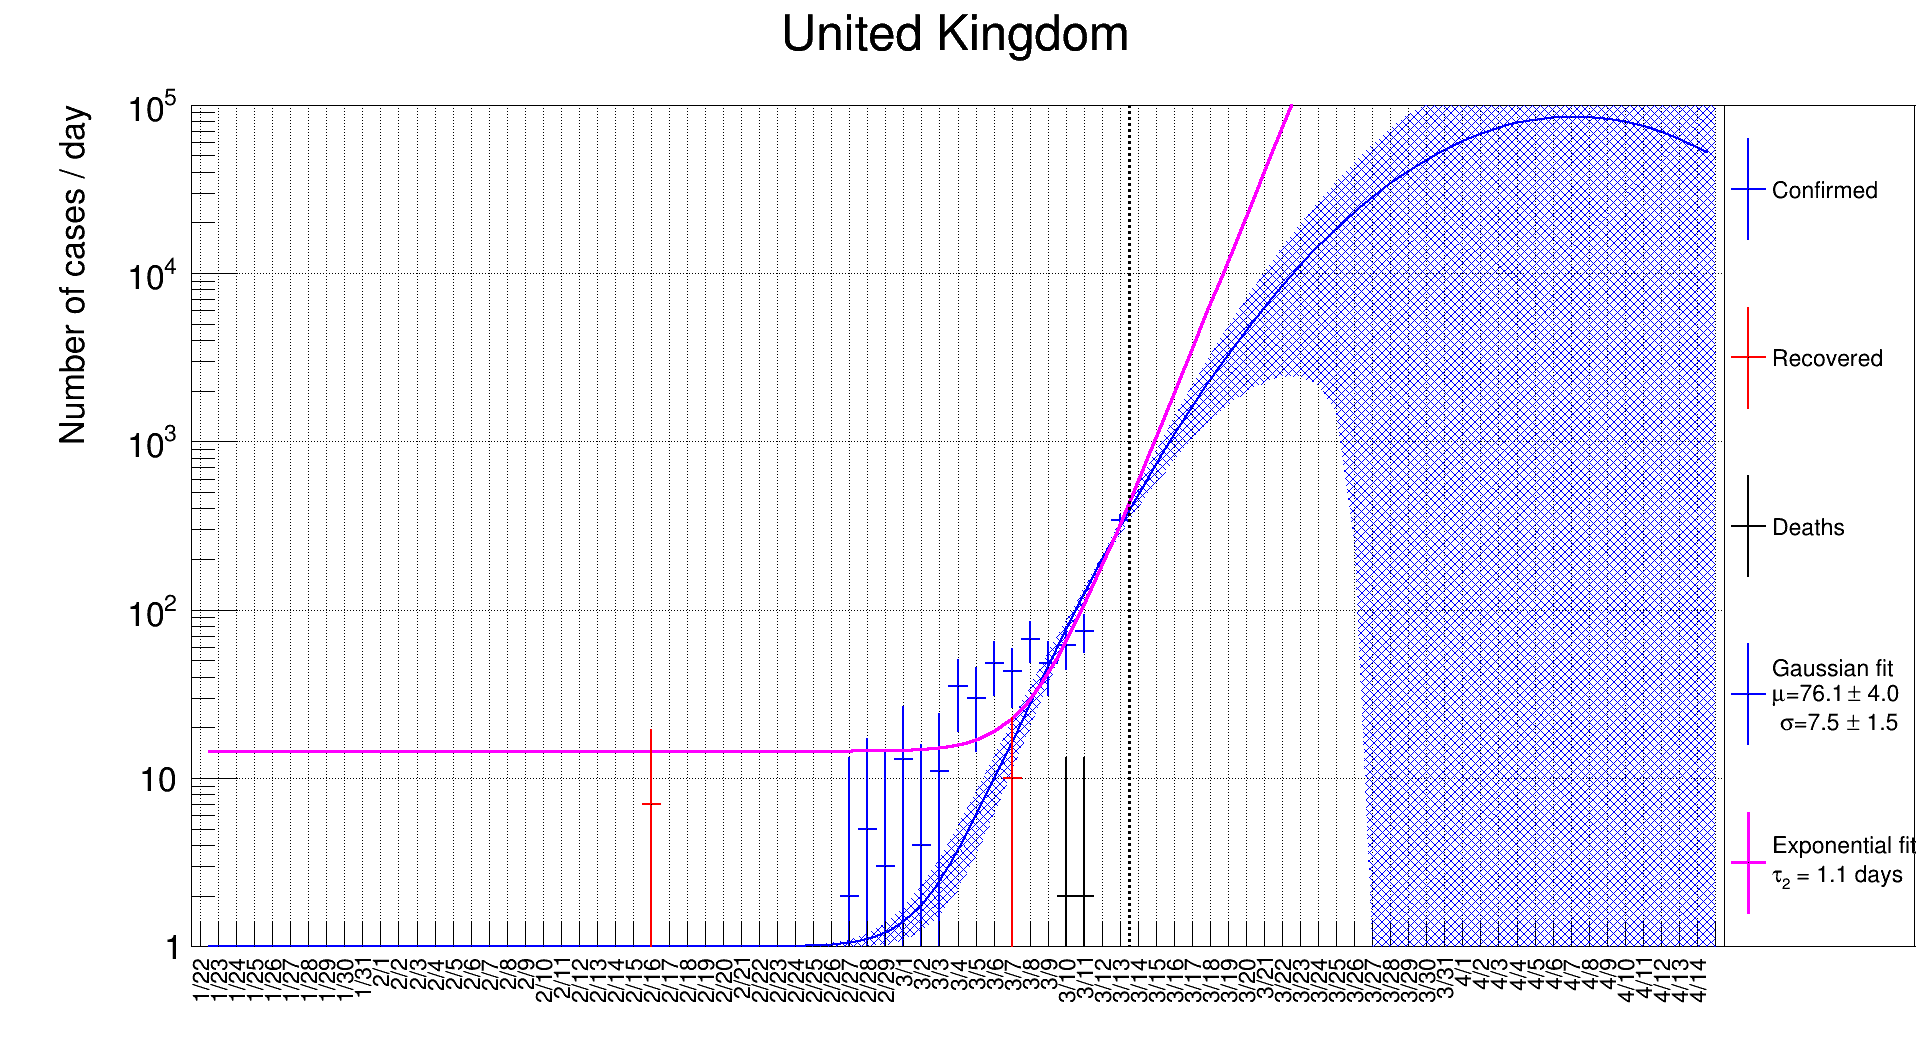 United Kingdom
Number of cases / day
10^5
10^4
10^3
10^2
10
1
1/22 1/23 1/24 1/25 1/26 1/27 1/28 1/29 1/30 1/31 2/1 2/2 2/3 2/4 2/5 2/6 2/7 2/8 2/9 2/10 2/11 2/12 2/13 2/14 2/15 2/16 2/17 2/18 2/19 2/20 2/21 2/22 2/23 2/24 2/25 2/26 2/27 2/28 2/29 3/1 3/2 3/3 3/4 3/5 3/6 3/7 3/8 3/9 3/10 3/11 3/12 3/13 3/14 3/15 3/16 3/17 3/18 3/19 3/20 3/21 3/22 3/23 3/24 3/25 3/26 3/27 3/28 3/29 3/30 3/31 4/1 4/2 4/3 4/4 4/5 4/6 4/7 4/8 4/9 4/10 4/11 4/12 4/13 4/14
Confirmed
Recovered
Deaths
Gaussian fit
μ=76.1 ± 4.0
σ=7.5 ± 1.5
Exponential fit
τ₂ = 1.1 days